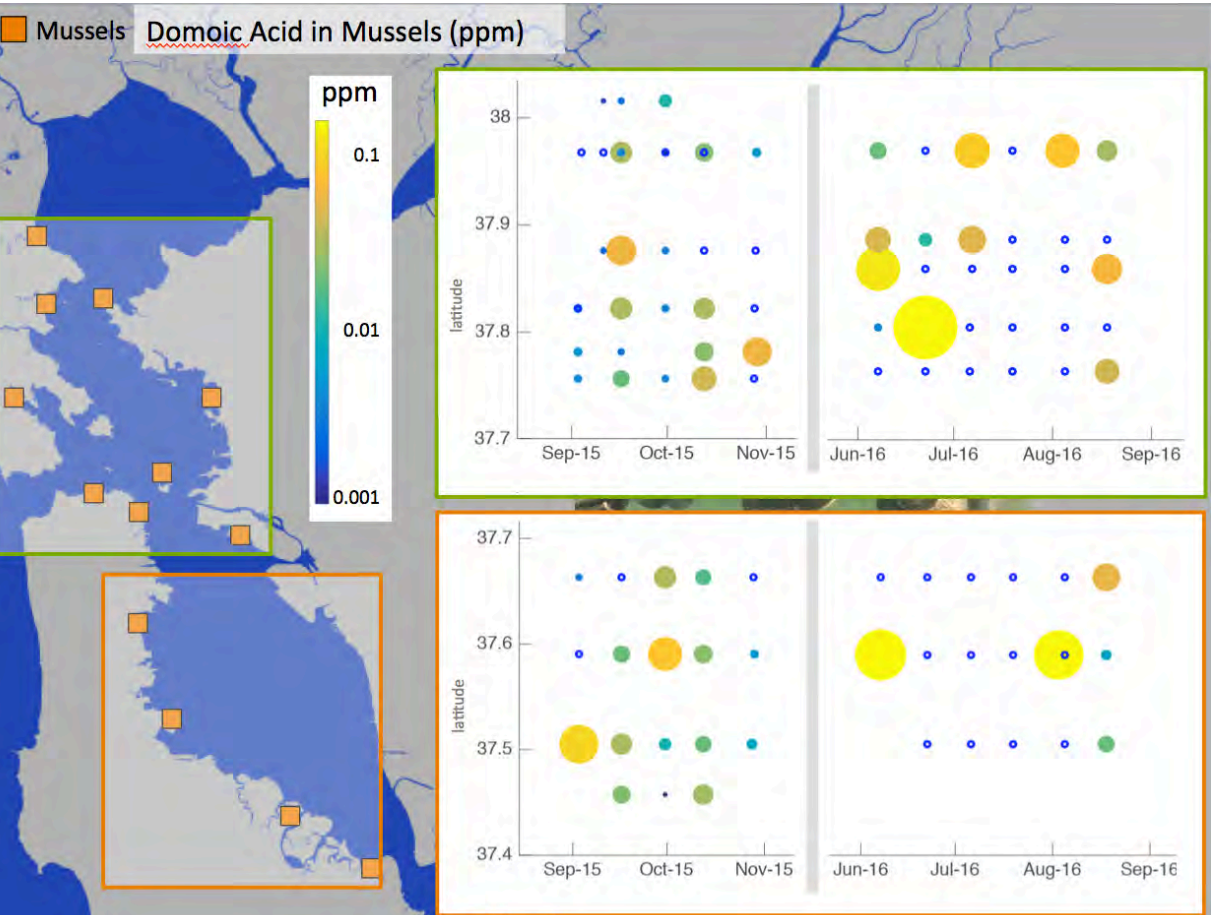 Mussels
Domoic Acid in Mussels (ppm)
ppm
0.1
0.01
0.001
latitude
38
37.9
37.8
37.7
Sep-15 Oct-15 Nov-15 Jun-16 Jul-16 Aug-16 Sep-16
latitude
37.7
37.6
37.5
37.4
Sep-15 Oct-15 Nov-15 Jun-16 Jul-16 Aug-16 Sep-16